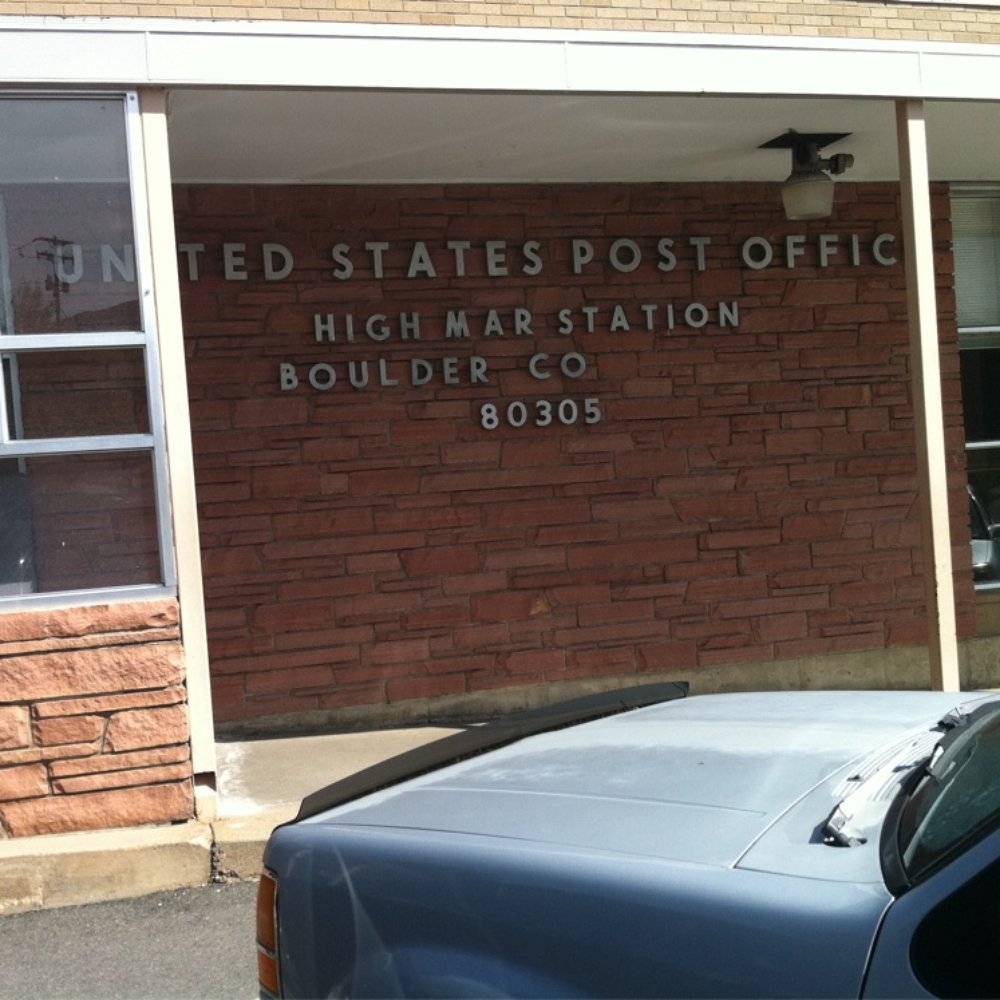 UNITED STATES POST OFFIC
HIGH MAR STATION
BOULDER CO
80305